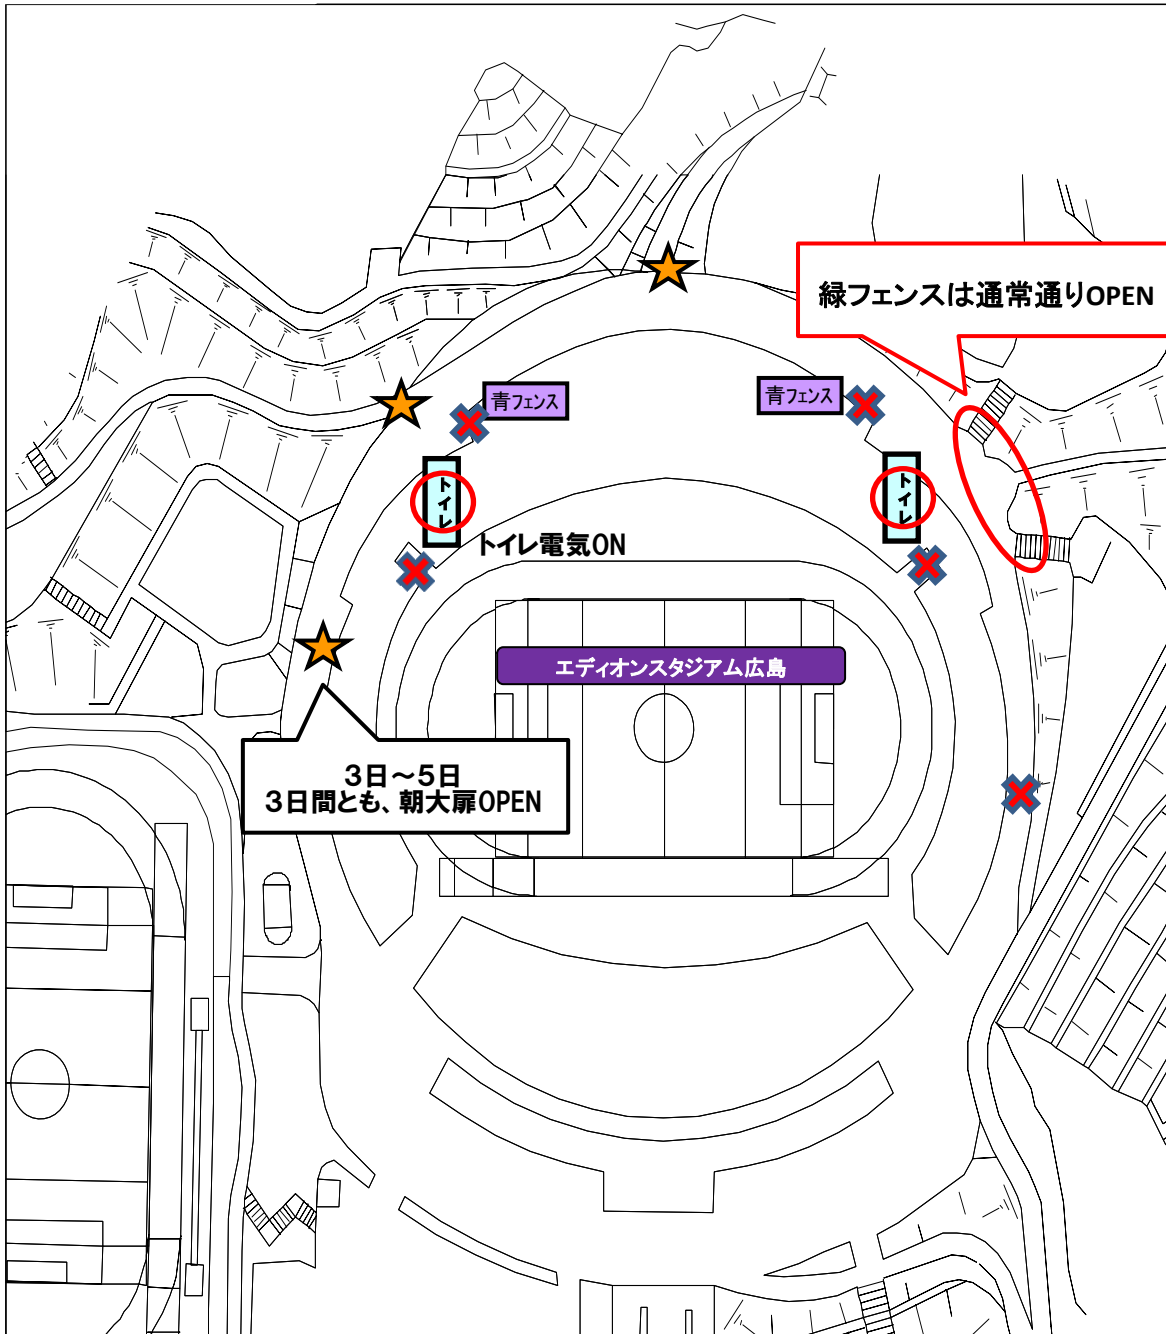 緑フェンスは通常通りOPEN
青フェンス
青フェンス
トイレ
トイレ
トイレ電気ON
エディオンスタジアム広島
３日～５日
３日間とも、朝大扉OPEN